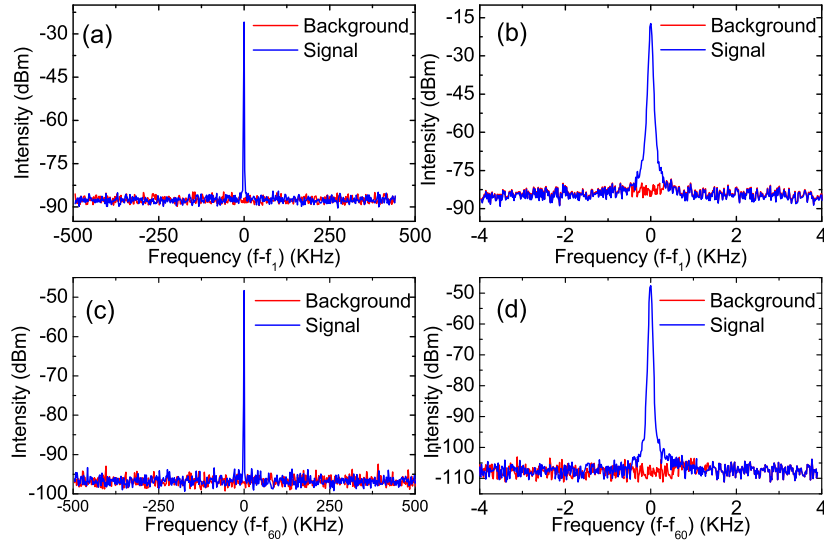 (a)
Background
Signal
Intensity (dBm)
-30
-45
-60
-75
-90
-500
-250
0
250
500
Frequency (f-f₁) (KHz)
(b)
Background
Signal
Intensity (dBm)
-15
-30
-45
-60
-75
-90
-4
-2
0
2
4
Frequency (f-f₁) (KHz)
(c)
Background
Signal
Intensity (dBm)
-50
-60
-70
-80
-90
-100
-500
-250
0
250
500
Frequency (f-f₆₀) (KHz)
(d)
Background
Signal
Intensity (dBm)
-50
-60
-70
-80
-90
-100
-110
-4
-2
0
2
4
Frequency (f-f₆₀) (KHz)